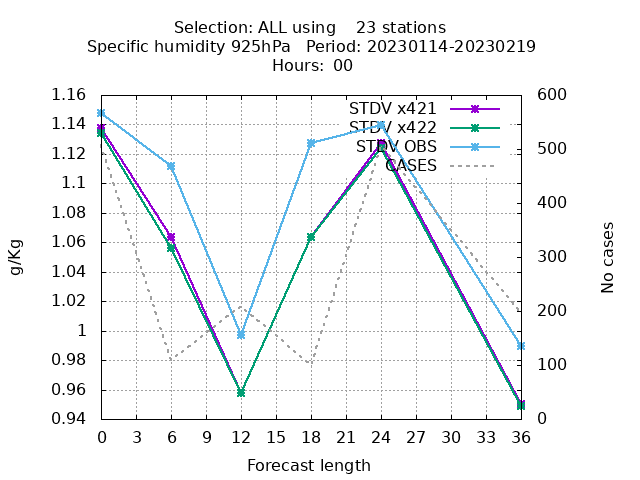 Selection: ALL using    23 stations
Specific humidity 925hPa   Period: 20230114-20230219
Hours:  00
1.16
1.14
1.12
1.1
1.08
1.06
1.04
1.02
1
0.98
0.96
0.94
g/Kg
STDV x421
STDV x422
STDV OBS
CASES
600
500
400
300
200
100
0
No cases
0 3 6 9 12 15 18 21 24 27 30 33 36
Forecast length